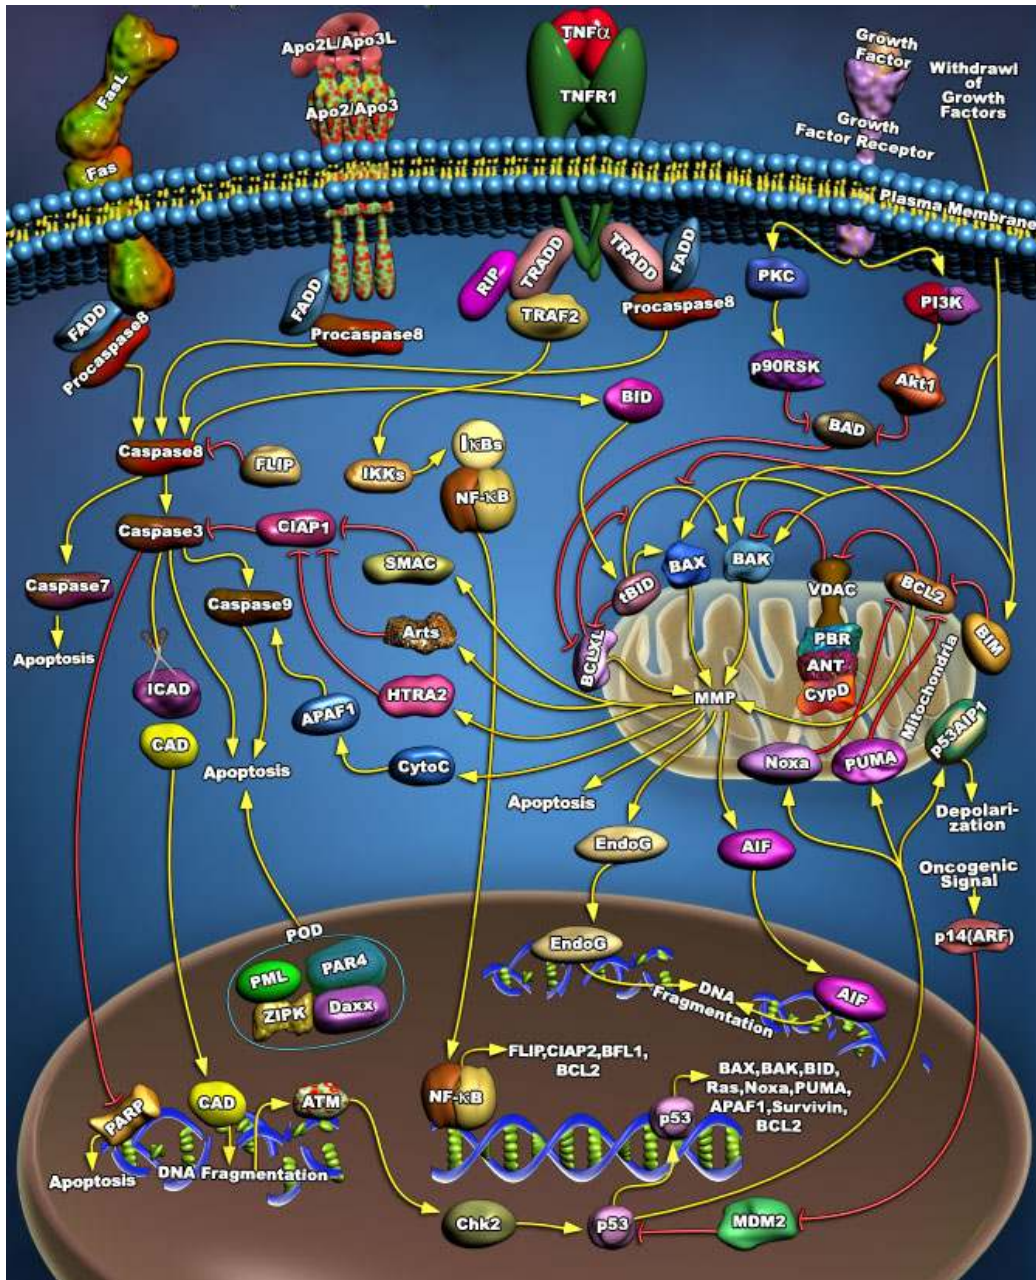 FasL
Fas
Apo2L/Apo3L
Apo2/Apo3
TNFα
TNFR1
Growth
Factor
Growth
Factor Receptor
Withdrawl
of
Growth
Factors
Plasma Membrane
FADD
Procaspase8
FADD
Procaspase8
RIP
TRADD
TRAF2
TRADD
FADD
Procaspase8
PKC
PI3K
p90RSK
Akt1
BAD
BID
Caspase8
FLIP
IKKs
IκBs
NF-κB
Caspase3
CIAP1
SMAC
Caspase7
Caspase9
Arts
Apoptosis
ICAD
APAF1
HTRA2
CAD
CytoC
Apoptosis
tBID
BAX
BAK
VDAC
BCL2
BIM
BCLXL
PBR
ANT
CypD
MMP
Mitochondria
p53AIP1
Noxa
PUMA
Apoptosis
Depolari-
zation
EndoG
AIF
Oncogenic
Signal
p14(ARF)
POD
PML
PAR4
ZIPK
Daxx
EndoG
DNA
Fragmentation
AIF
FLIP,CIAP2,BFL1,
BCL2
NF-κB
BAX,BAK,BID,
Ras,Noxa,PUMA,
APAF1,Survivin,
BCL2
p53
PARP
CAD
ATM
Apoptosis
DNA Fragmentation
Chk2
p53
MDM2